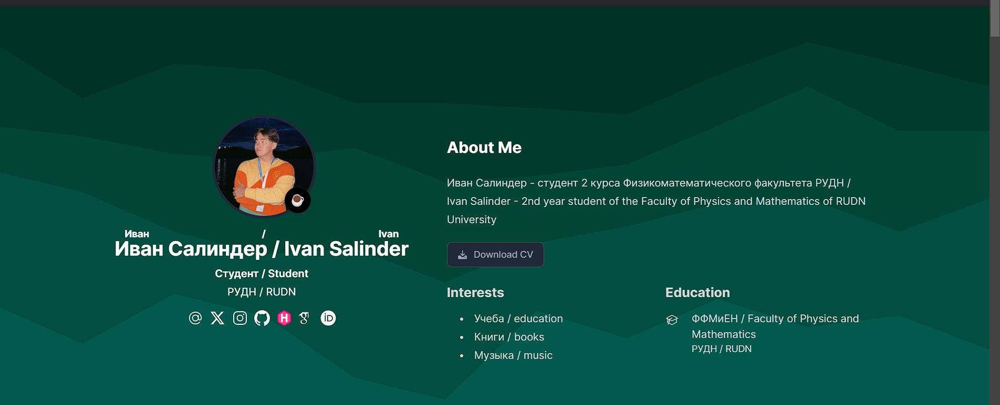 Иван / Ivan
Иван Салиндер / Ivan Salinder
Студент / Student
РУДН / RUDN
H
iD
About Me
Иван Салиндер - студент 2 курса Физикоматематического факультета РУДН /
Ivan Salinder - 2nd year student of the Faculty of Physics and Mathematics of RUDN
University
Download CV
Interests
Учеба / education
Книги / books
Музыка / music
Education
ФФМиЕН / Faculty of Physics and
Mathematics
РУДН / RUDN